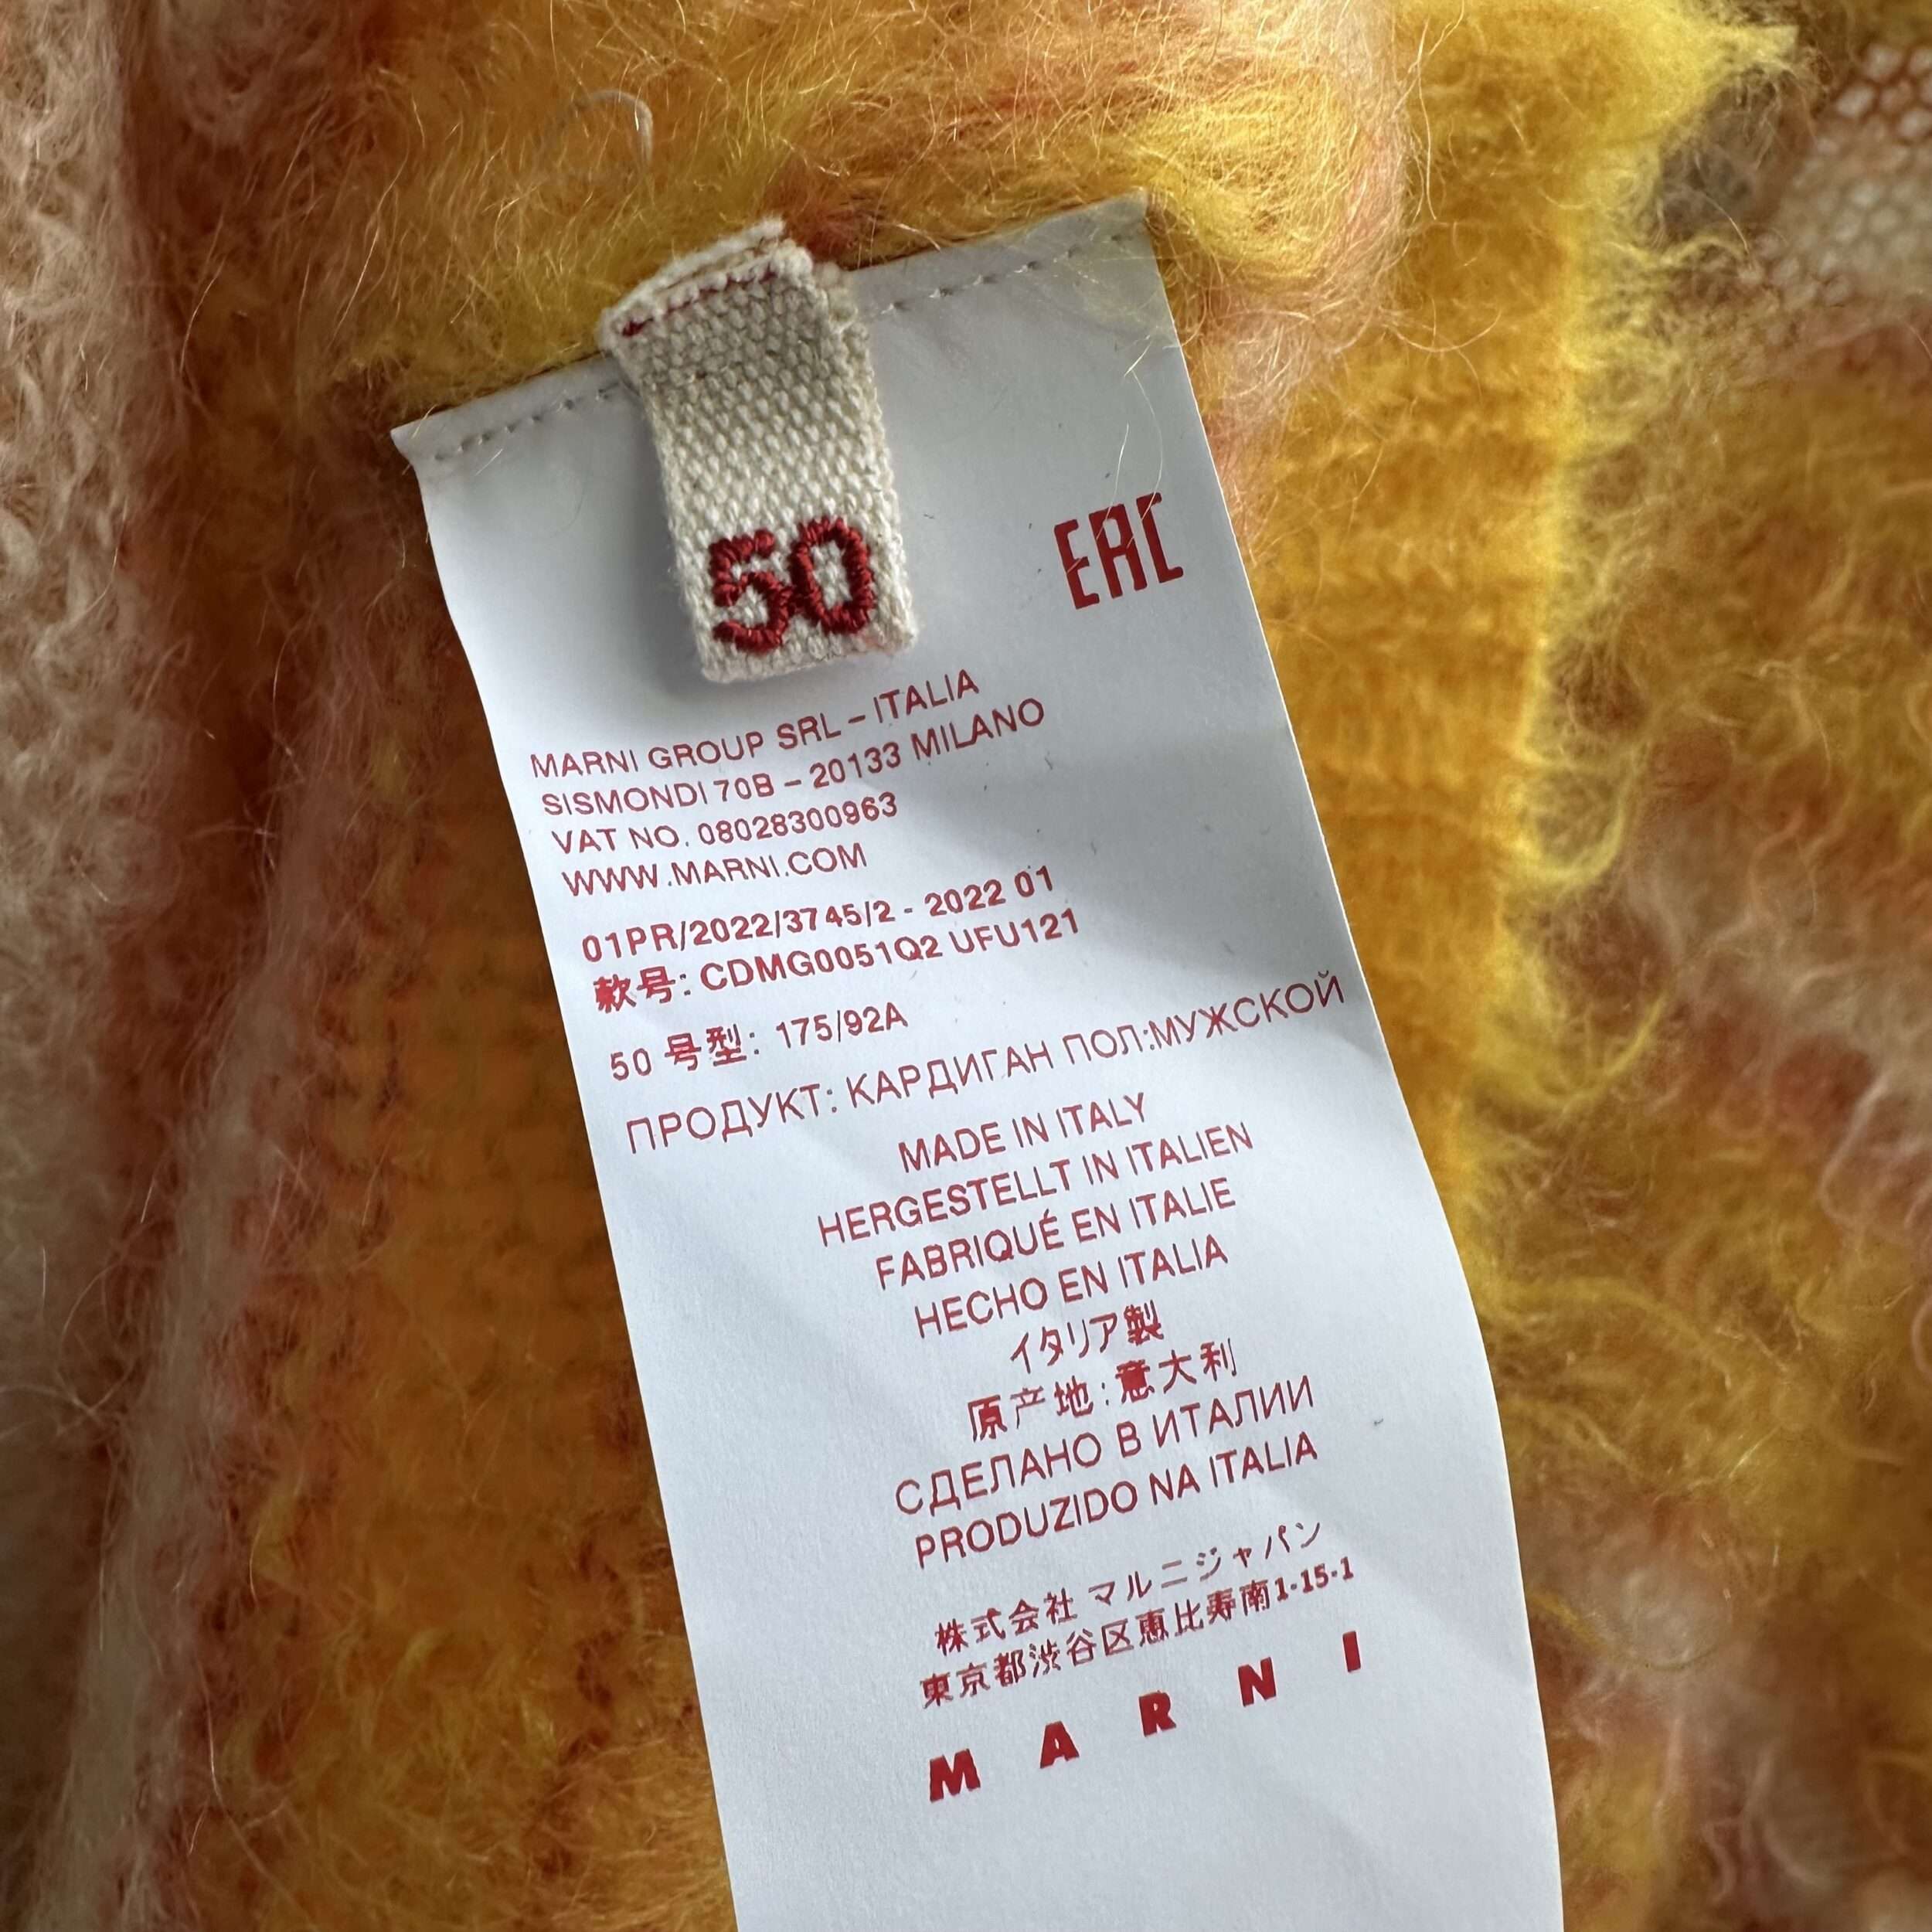 50
EAC
MARNI GROUP SRL – ITALIA
SISMONDI 70B – 20133 MILANO
VAT NO. 08028300963
WWW.MARNI.COM
01PR/2022/3745/2 - 2022 01
款号: CDMG0051Q2 UFU121
50 号型: 175/92A
ПРОДУКТ: КАРДИГАН ПОЛ:МУЖСКОЙ
MADE IN ITALY
HERGESTELLT IN ITALIEN
FABRIQUÉ EN ITALIE
HECHO EN ITALIA
イタリア製
原产地: 意大利
СДЕЛАНО В ИТАЛИИ
PRODUZIDO NA ITALIA
株式会社 マルニジャパン
東京都渋谷区恵比寿南1-15-1
MARNI